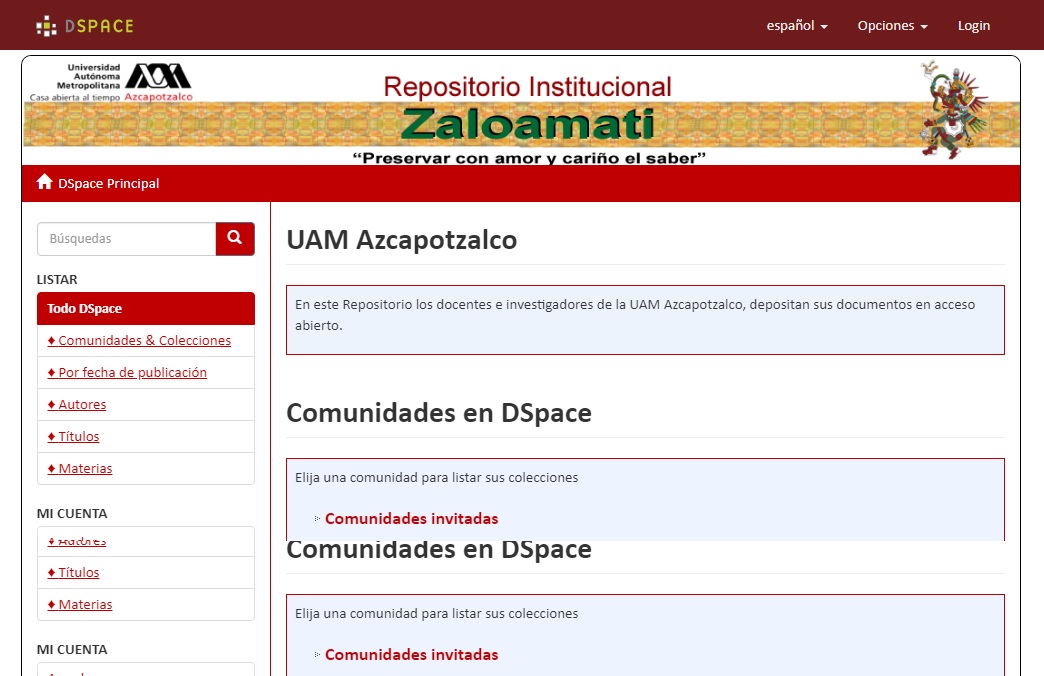 DSPACE
español
Opciones
Login
Universidad
Autónoma
Metropolitana
Casa abierta al tiempo Azcapotzalco
Repositorio Institucional
Zaloamati
“Preservar con amor y cariño el saber”
DSpace Principal
Búsquedas
LISTAR
Todo DSpace
♦ Comunidades & Colecciones
♦ Por fecha de publicación
♦ Autores
♦ Títulos
♦ Materias
MI CUENTA
♦ Títulos
♦ Materias
MI CUENTA
UAM Azcapotzalco
En este Repositorio los docentes e investigadores de la UAM Azcapotzalco, depositan sus documentos en acceso
abierto.
Comunidades en DSpace
Elija una comunidad para listar sus colecciones
Comunidades invitadas
Comunidades en DSpace
Elija una comunidad para listar sus colecciones
Comunidades invitadas